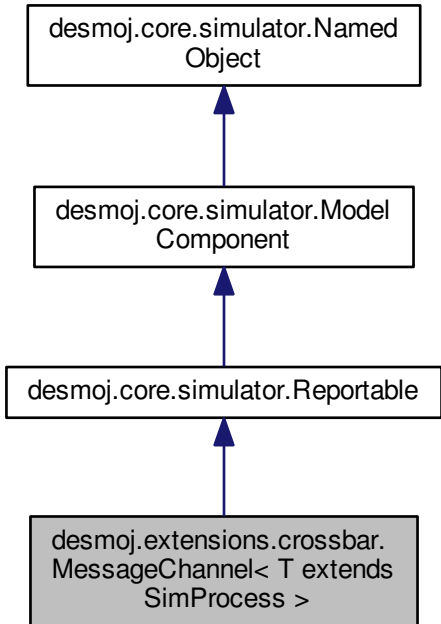 desmoj.core.simulator.Named
Object
desmoj.core.simulator.Model
Component
desmoj.core.simulator.Reportable
desmoj.extensions.crossbar.
MessageChannel< T extends
SimProcess >